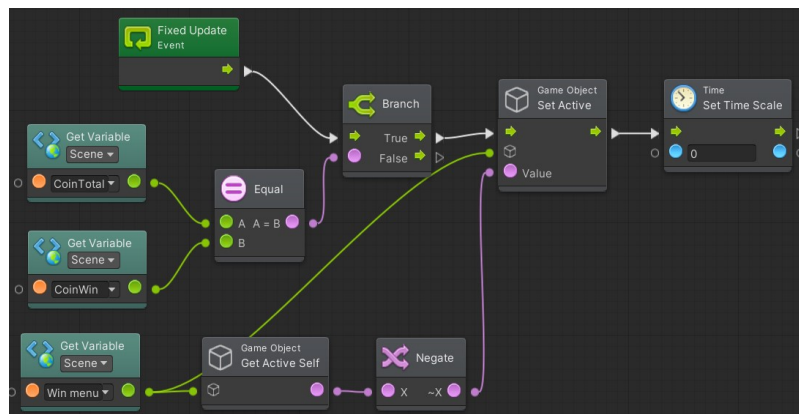 Fixed Update
Event
Get Variable
Scene
CoinTotal
Get Variable
Scene
CoinWin
Equal
A A = B
B
Branch
True
False
Game Object
Set Active
Value
Time
Set Time Scale
0
Get Variable
Scene
Win menu
Game Object
Get Active Self
Negate
X ~X